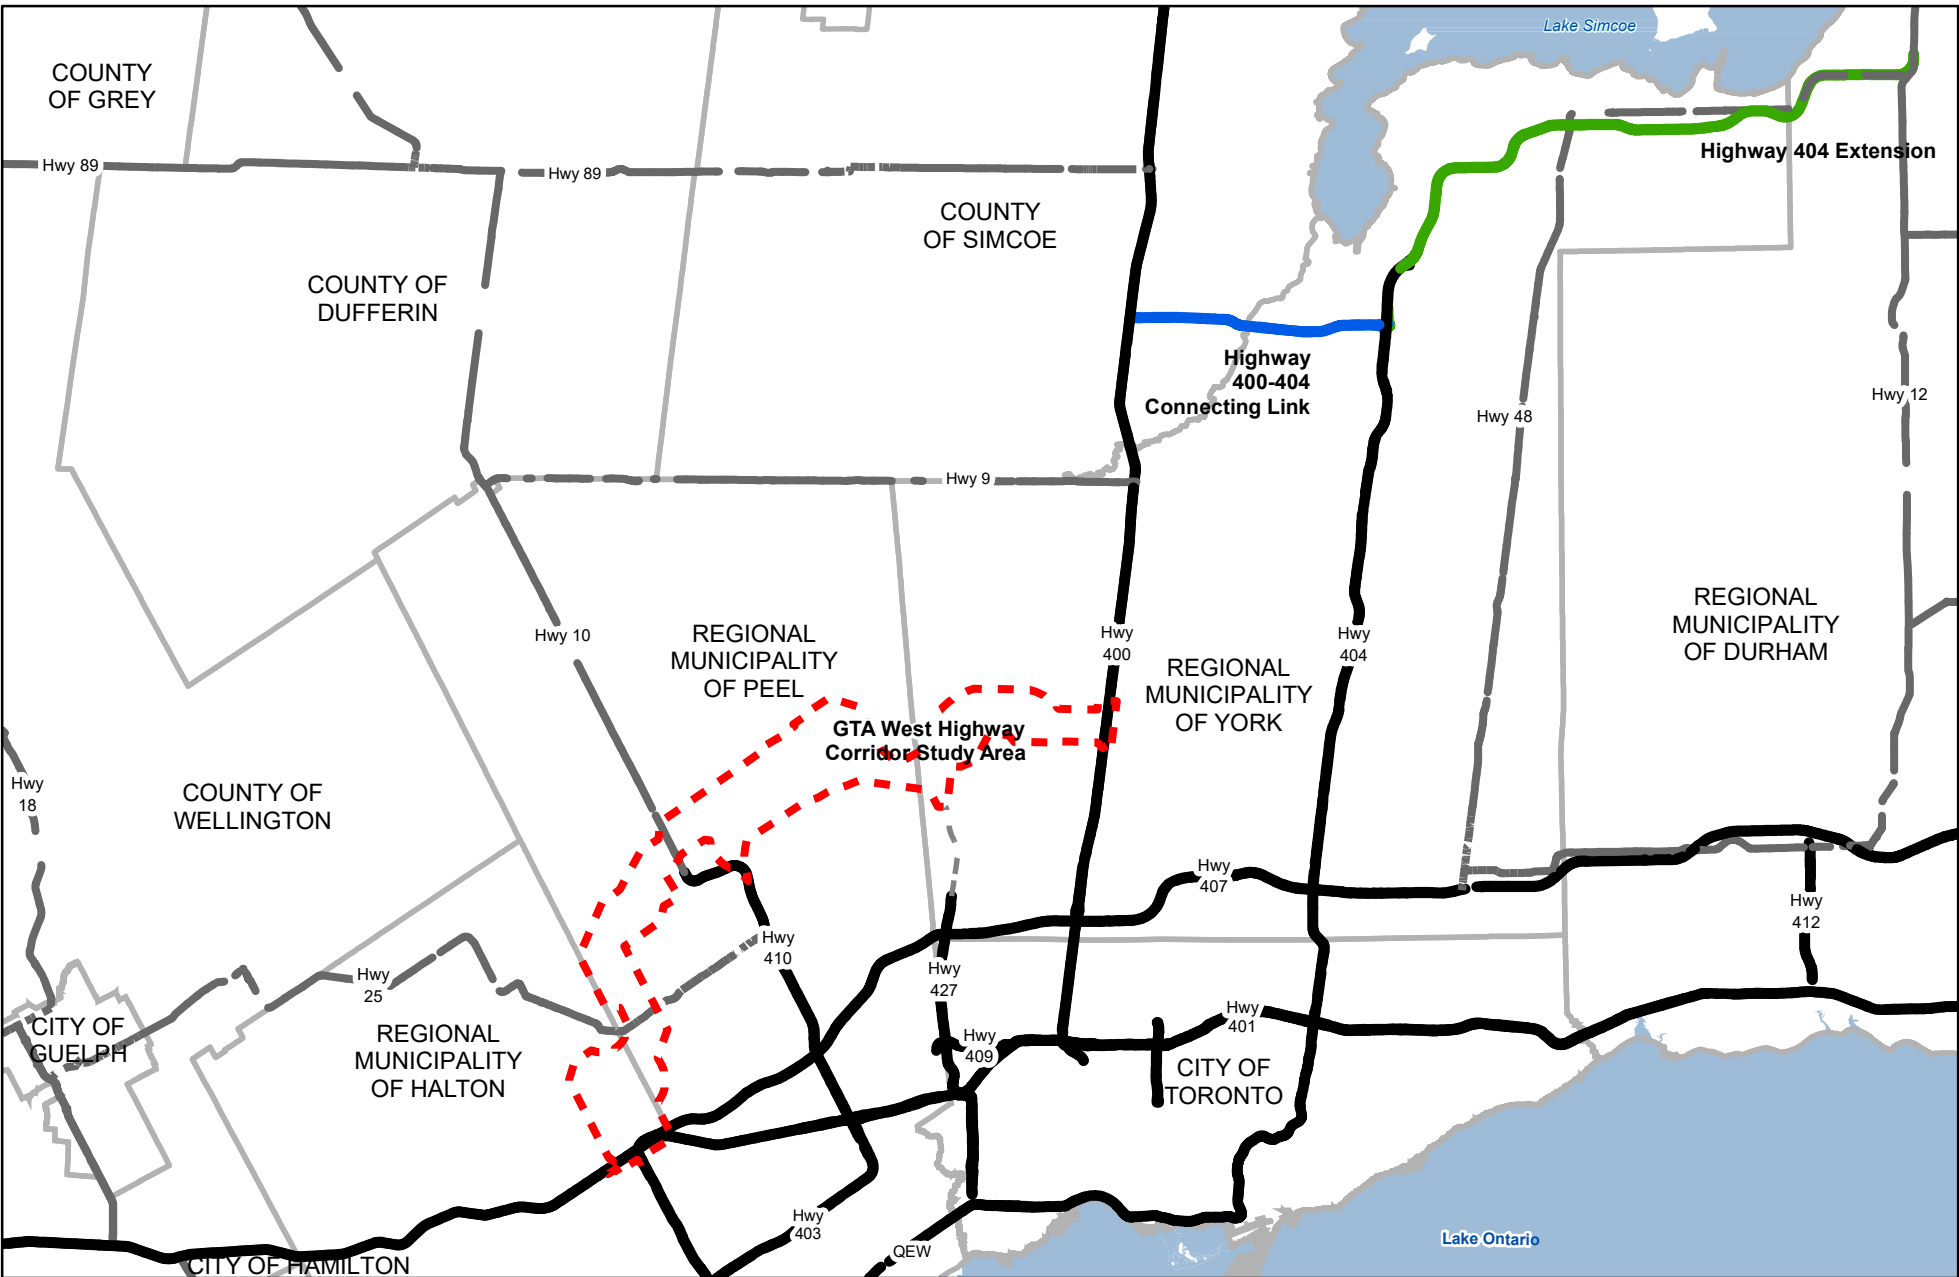 Lake Simcoe
COUNTY
OF GREY
Highway 404 Extension
Hwy 89
Hwy 89
COUNTY
OF SIMCOE
COUNTY OF
DUFFERIN
Highway
400-404
Connecting Link
Hwy 12
Hwy 48
Hwy 9
REGIONAL
MUNICIPALITY
OF DURHAM
Hwy 10
REGIONAL
MUNICIPALITY
OF PEEL
Hwy
400
Hwy
404
REGIONAL
MUNICIPALITY
OF YORK
GTA West Highway
Corridor Study Area
Hwy
18
COUNTY OF
WELLINGTON
Hwy
407
Hwy
412
Hwy
410
Hwy
427
Hwy
25
Hwy
401
CITY OF
GUELPH
REGIONAL
MUNICIPALITY
OF HALTON
Hwy
409
CITY OF
TORONTO
Hwy
403
QEW
Lake Ontario
CITY OF HAMILTON